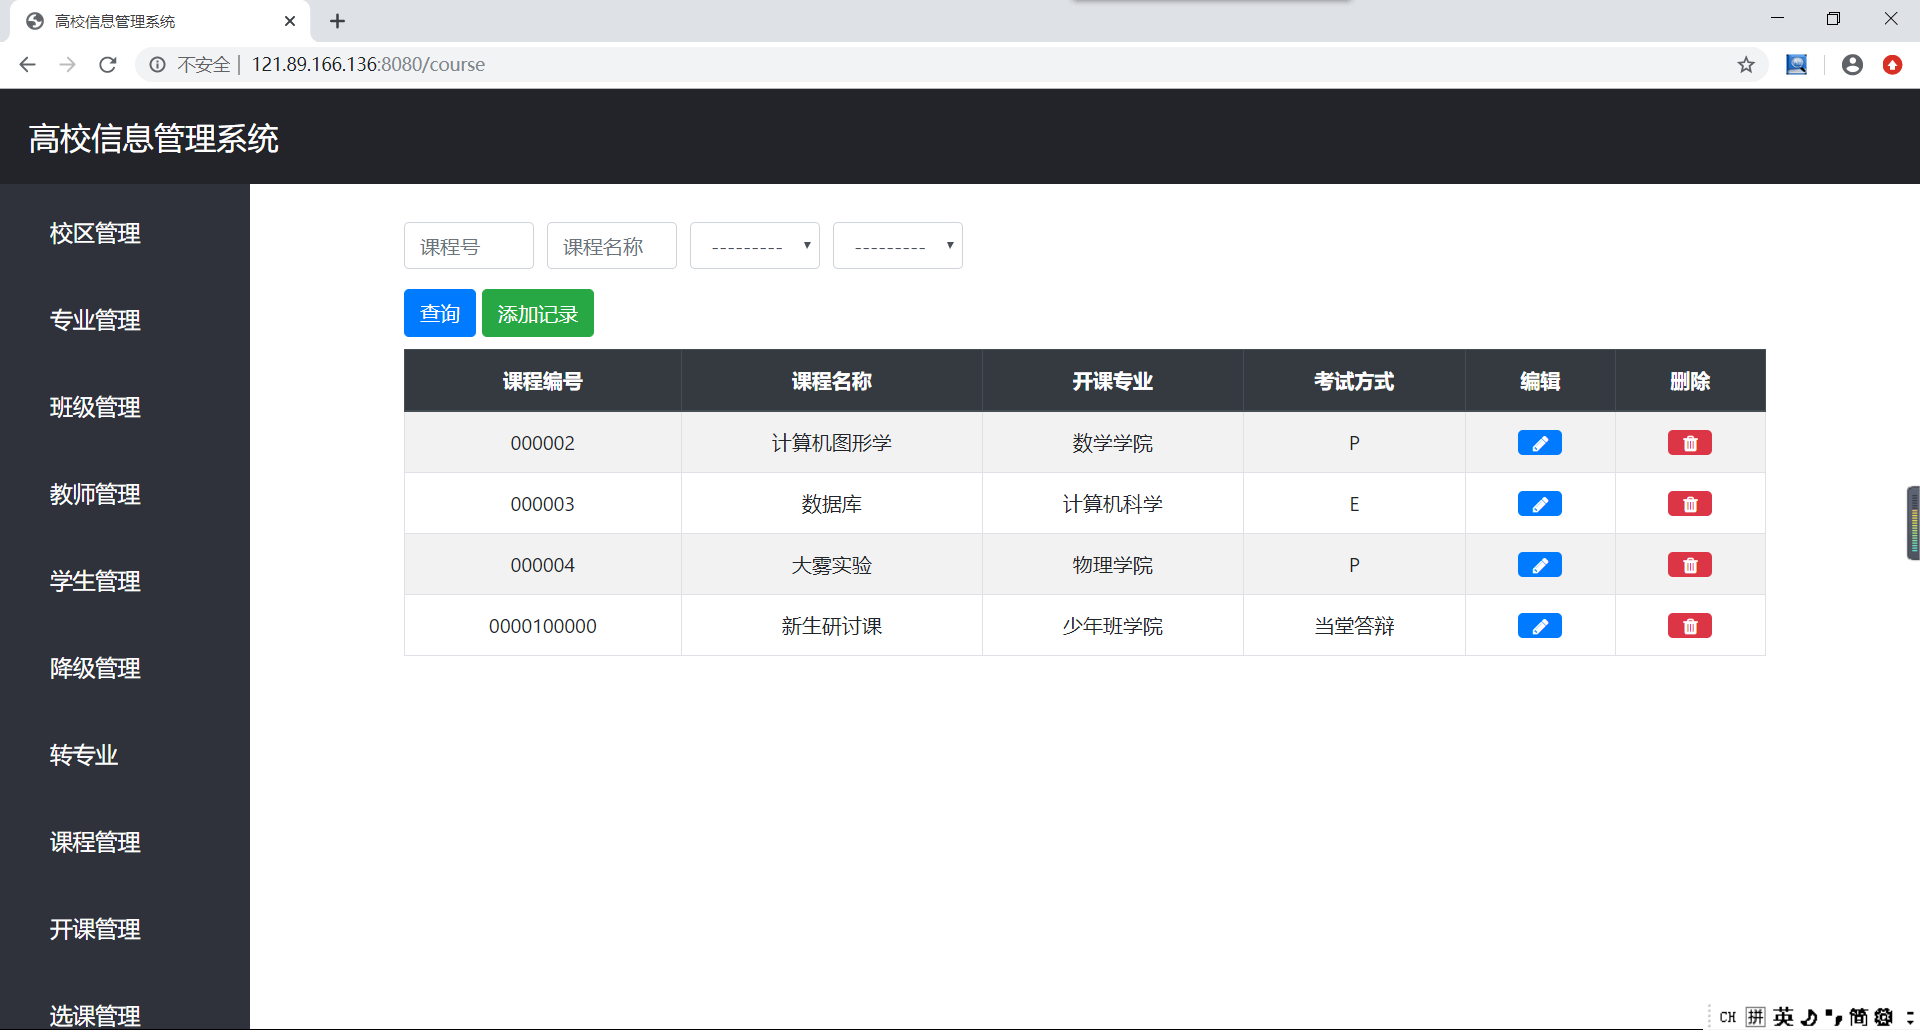 高校信息管理系统
不安全 | 121.89.166.136:8080/course
高校信息管理系统
校区管理
专业管理
班级管理
教师管理
学生管理
降级管理
转专业
课程管理
开课管理
选课管理
课程号 课程名称 --------- ---------
查询 添加记录
课程编号 课程名称 开课专业 考试方式 编辑 删除
000002 计算机图形学 数学学院 P
000003 数据库 计算机科学 E
000004 大雾实验 物理学院 P
0000100000 新生研讨课 少年班学院 当堂答辩
CH 拼 英 简